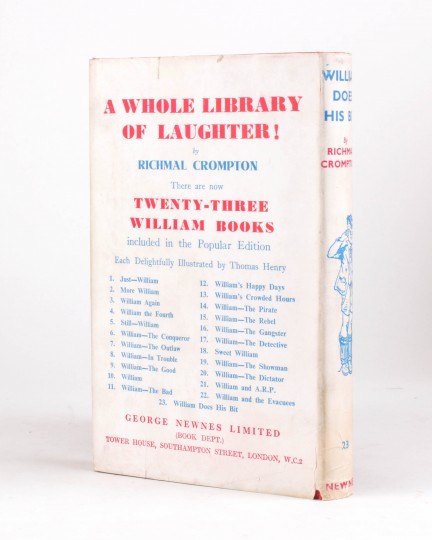 A WHOLE LIBRARY
OF LAUGHTER!
by
RICHMAL CROMPTON
There are now
TWENTY-THREE
WILLIAM BOOKS
included in the Popular Edition
Each Delightfully Illustrated by Thomas Henry
1. Just—William
2. More William
3. William Again
4. William the Fourth
5. Still—William
6. William—The Conqueror
7. William—The Outlaw
8. William—In Trouble
9. William—The Good
10. William
11. William—The Bad
12. William's Happy Days
13. William's Crowded Hours
14. William—The Pirate
15. William—The Rebel
16. William—The Gangster
17. William—The Detective
18. Sweet William
19. William—The Showman
20. William—The Dictator
21. William and A.R.P.
22. William and the Evacuees
23. William Does His Bit
GEORGE NEWNES LIMITED
(BOOK DEPT.)
TOWER HOUSE, SOUTHAMPTON STREET, LONDON, W.C.2
WILLIA
DOE
HIS B
By
RICHMA
CROMPT
23
NEWN